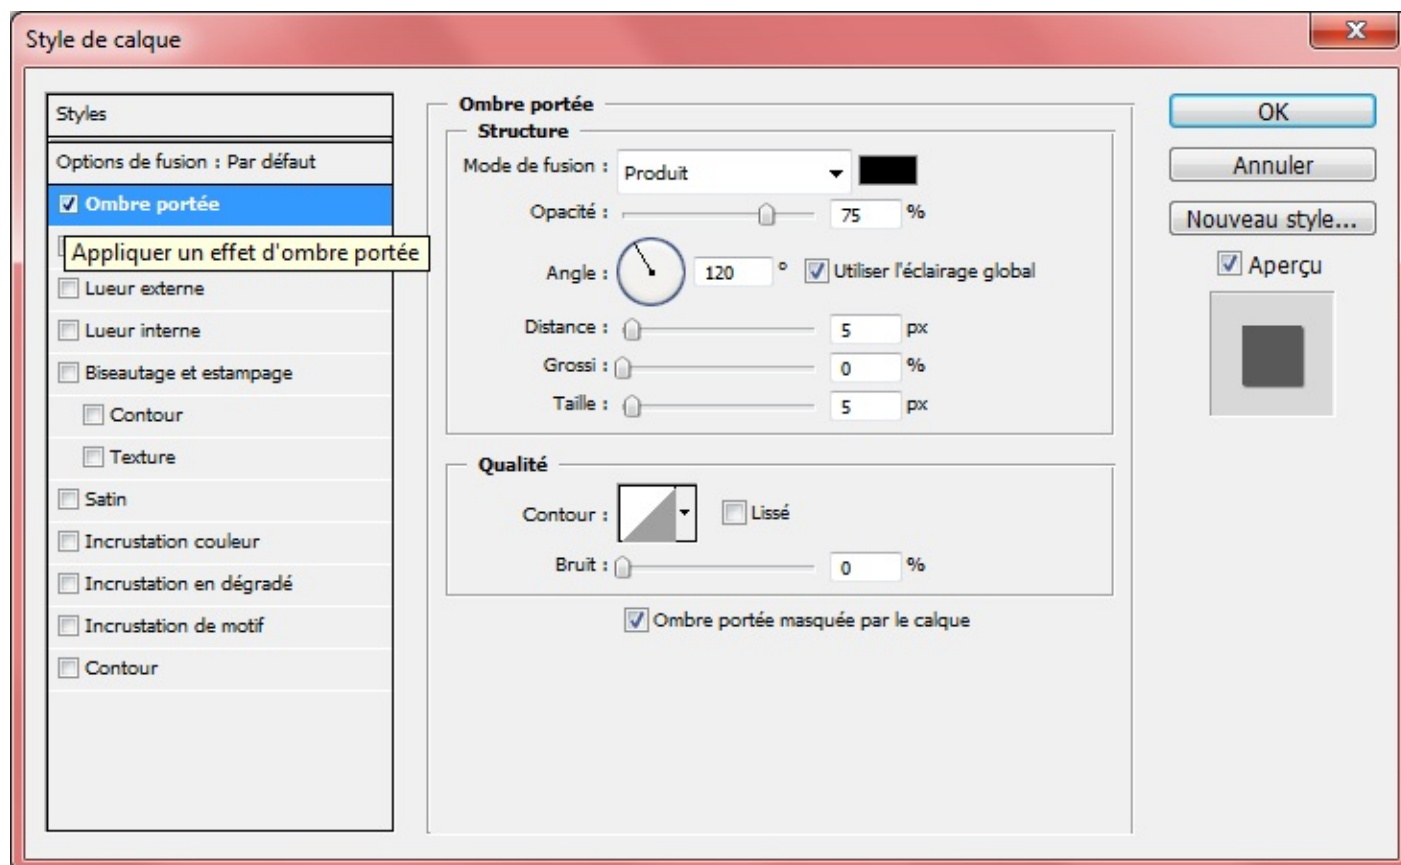 Style de calque
x
Styles
Options de fusion : Par défaut
Ombre portée
Appliquer un effet d'ombre portée
Lueur externe
Lueur interne
Biseautage et estampage
Contour
Texture
Satin
Incrustation couleur
Incrustation en dégradé
Incrustation de motif
Contour
Ombre portée
Structure
Mode de fusion : Produit
Opacité : 75 %
Angle : 120 ° Utiliser l'éclairage global
Distance : 5 px
Grossi : 0 %
Taille : 5 px
Qualité
Contour : Lissé
Bruit : 0 %
Ombre portée masquée par le calque
OK
Annuler
Nouveau style...
Aperçu